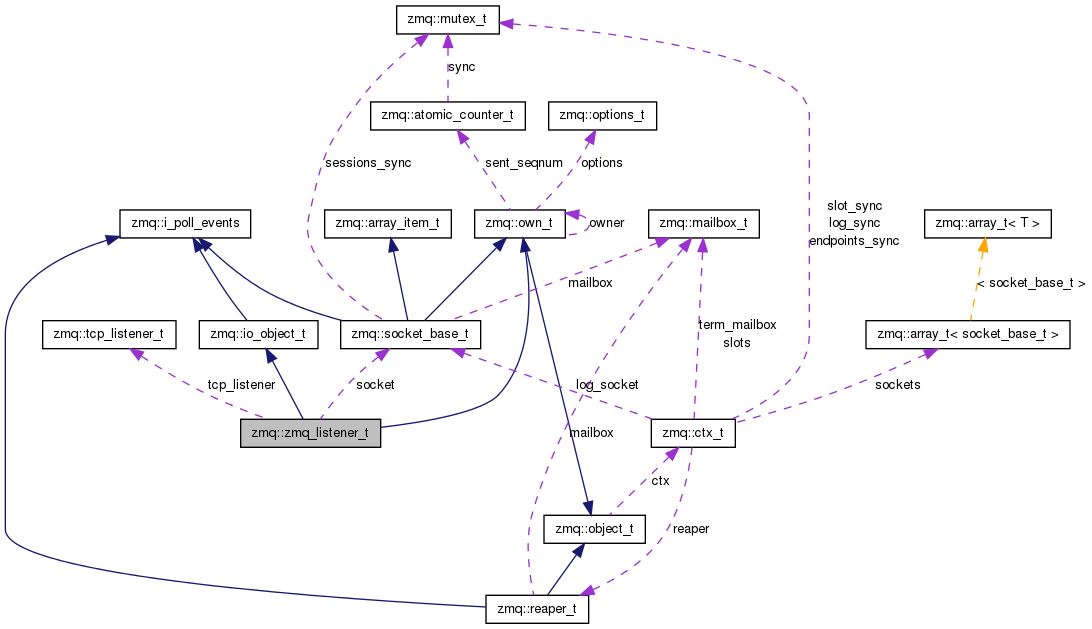 zmq::mutex_t
sync
zmq::atomic_counter_t
zmq::options_t
sessions_sync
sent_seqnum
options
slot_sync
log_sync
endpoints_sync
zmq::i_poll_events
zmq::array_item_t
zmq::own_t
owner
zmq::mailbox_t
zmq::array_t< T >
mailbox
< socket_base_t >
zmq::tcp_listener_t
zmq::io_object_t
zmq::socket_base_t
term_mailbox
slots
zmq::array_t< socket_base_t >
tcp_listener
socket
log_socket
sockets
zmq::zmq_listener_t
mailbox
zmq::ctx_t
ctx
zmq::object_t
reaper
zmq::reaper_t